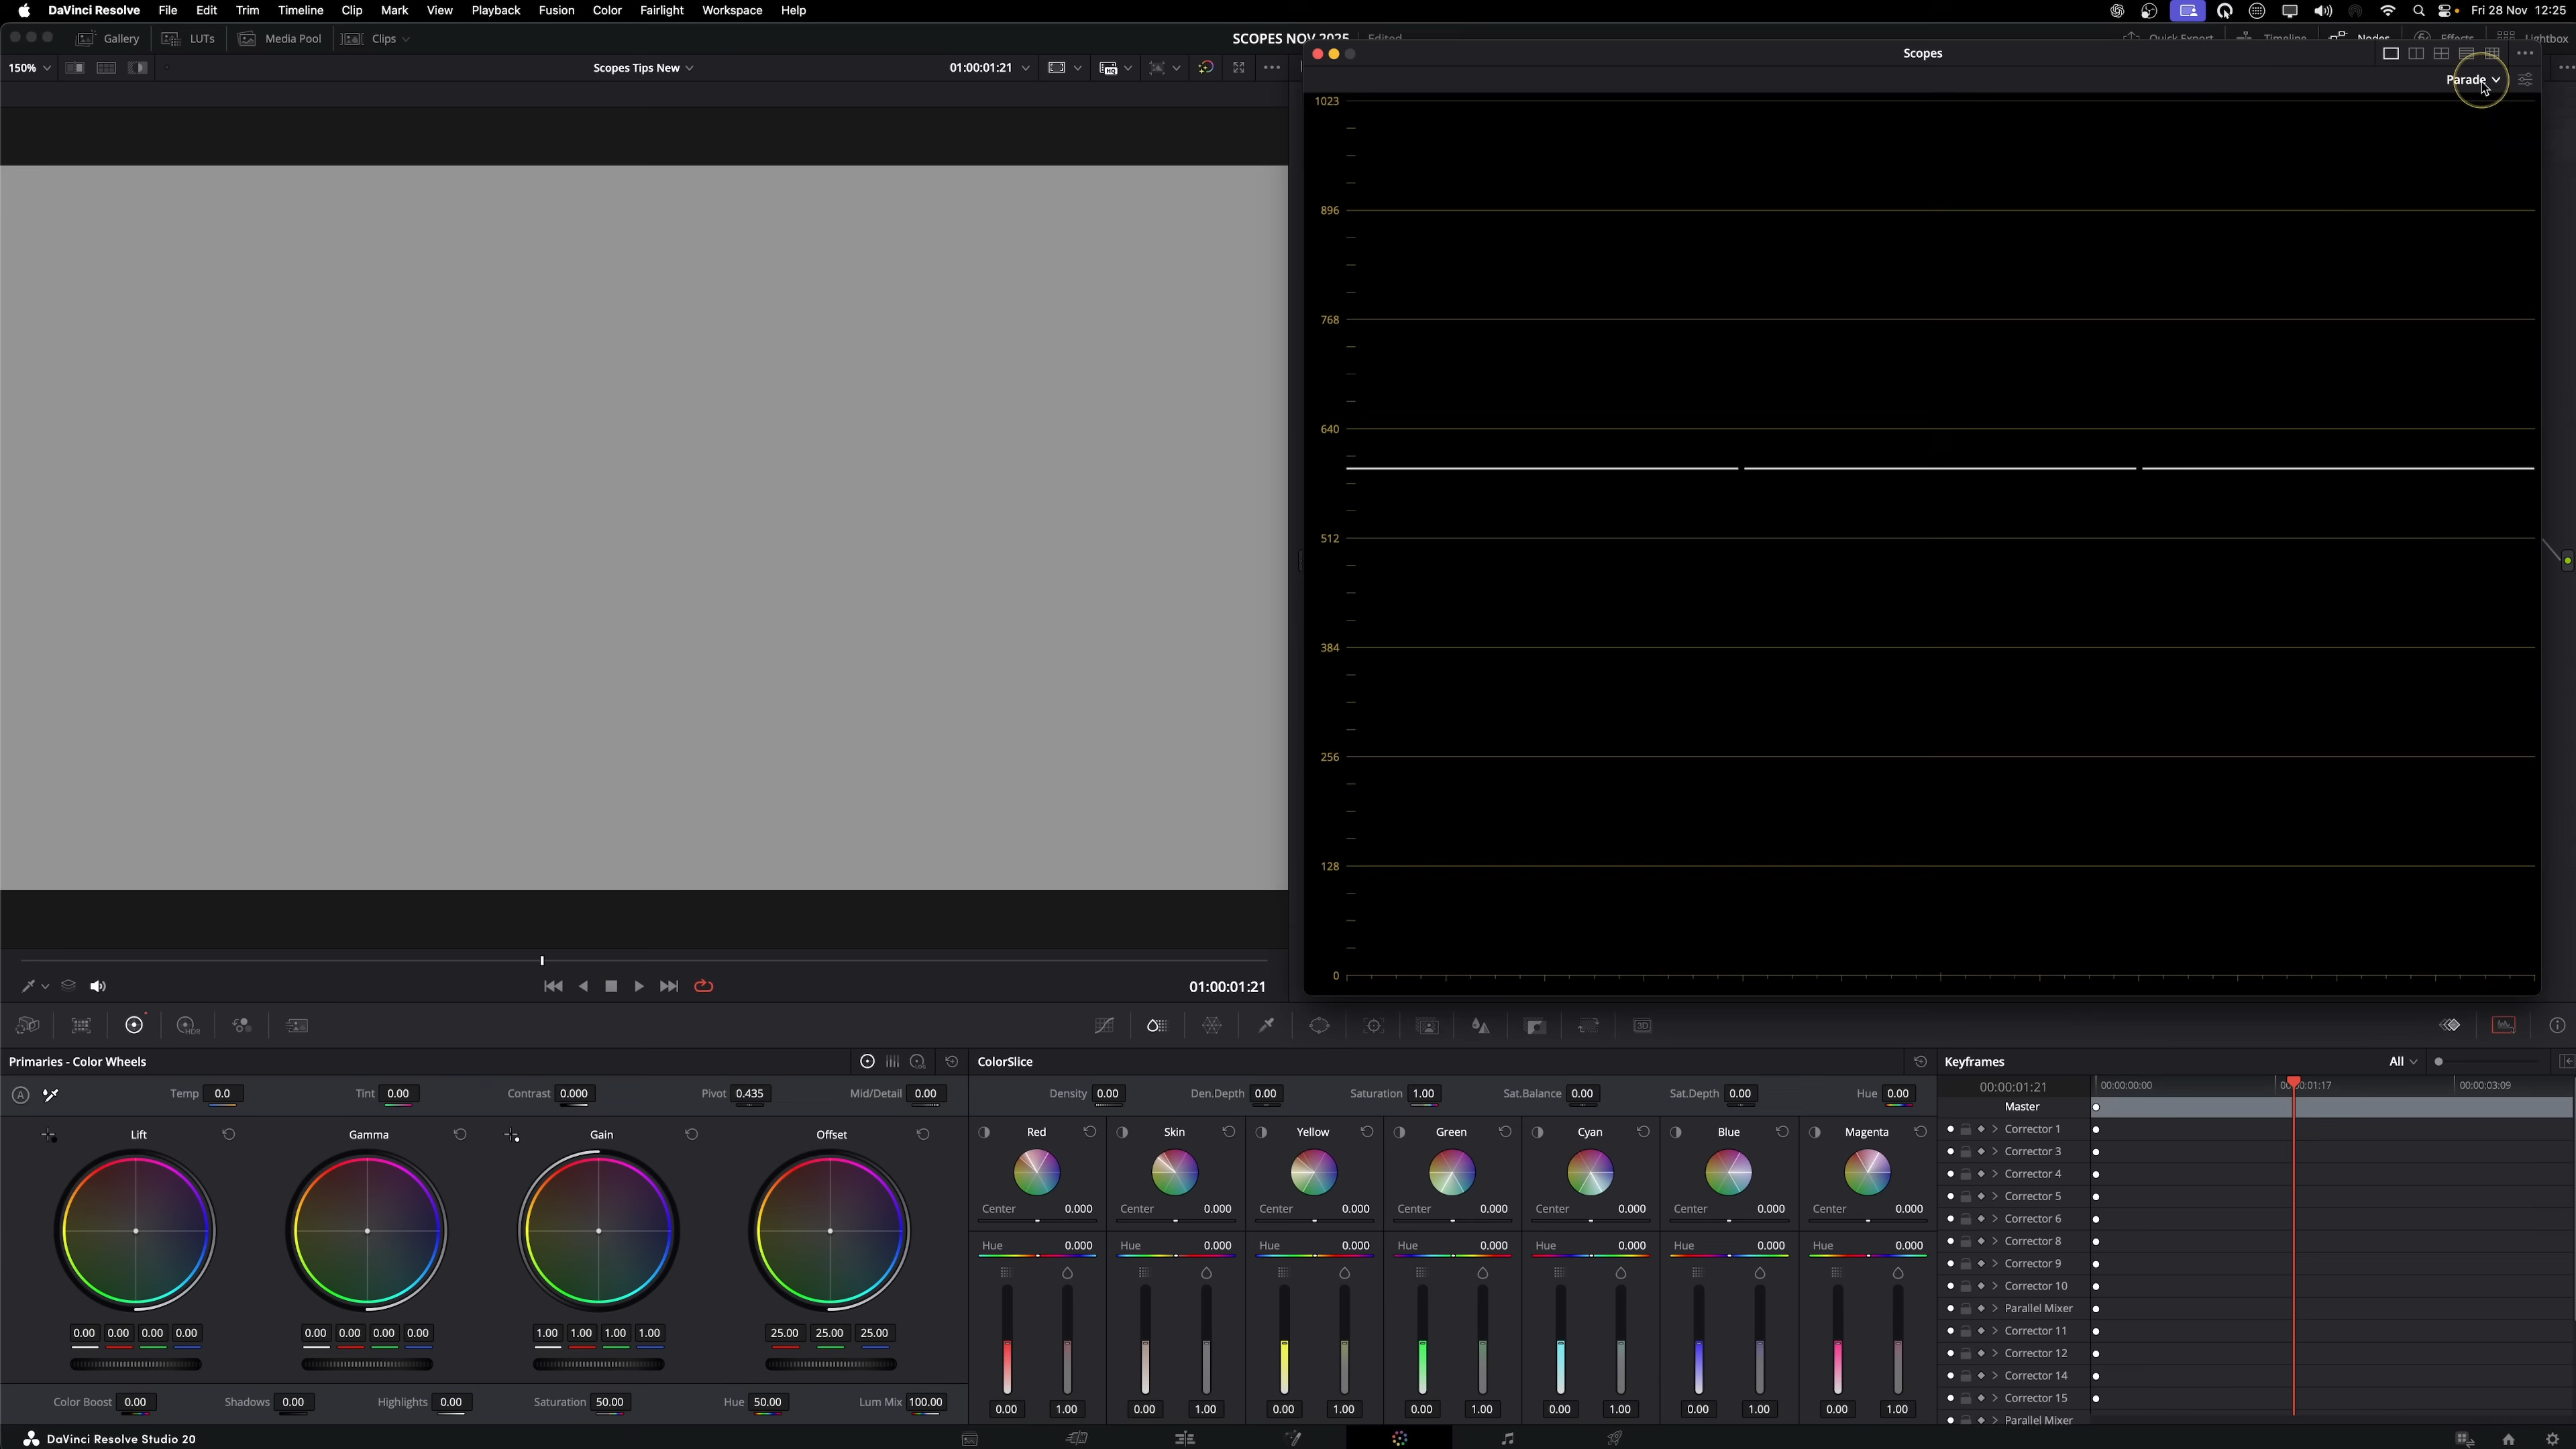 DaVinci Resolve File Edit Trim Timeline Clip Mark View Playback Fusion Color Fairlight Workspace Help Fri 28 Nov 12:25
Gallery LUTs Media Pool Clips SCOPES NOV 2025 Edited Quick Export Timeline Nodes Effects Lightbox
150% Scopes Tips New 01:00:01:21 HQ Scopes
Parade
1023
896
768
640
512
384
256
128
0
01:00:01:21
HDR 3D
Primaries - Color Wheels ColorSlice Keyframes All
A Temp 0.0 Tint 0.00 Contrast 0.000 Pivot 0.435 Mid/Detail 0.00 Density 0.00 Den.Depth 0.00 Saturation 1.00 Sat.Balance 0.00 Sat.Depth 0.00 Hue 0.00
00:00:01:21 00:00:00:00 00:00:01:17 00:00:03:09
Lift Gamma Gain Offset
Red Skin Yellow Green Cyan Blue Magenta
Center 0.000 Center 0.000 Center 0.000 Center 0.000 Center 0.000 Center 0.000 Center 0.000
Hue 0.000 Hue 0.000 Hue 0.000 Hue 0.000 Hue 0.000 Hue 0.000 Hue 0.000
0.00 0.00 0.00 0.00 0.00 0.00 0.00 0.00 1.00 1.00 1.00 1.00 25.00 25.00 25.00
Color Boost 0.00 Shadows 0.00 Highlights 0.00 Saturation 50.00 Hue 50.00 Lum Mix 100.00
0.00 1.00 0.00 1.00 0.00 1.00 0.00 1.00 0.00 1.00 0.00 1.00 0.00 1.00
Master
Corrector 1
Corrector 3
Corrector 4
Corrector 5
Corrector 6
Corrector 8
Corrector 9
Corrector 10
Parallel Mixer
Corrector 11
Corrector 12
Corrector 14
Corrector 15
Parallel Mixer
DaVinci Resolve Studio 20